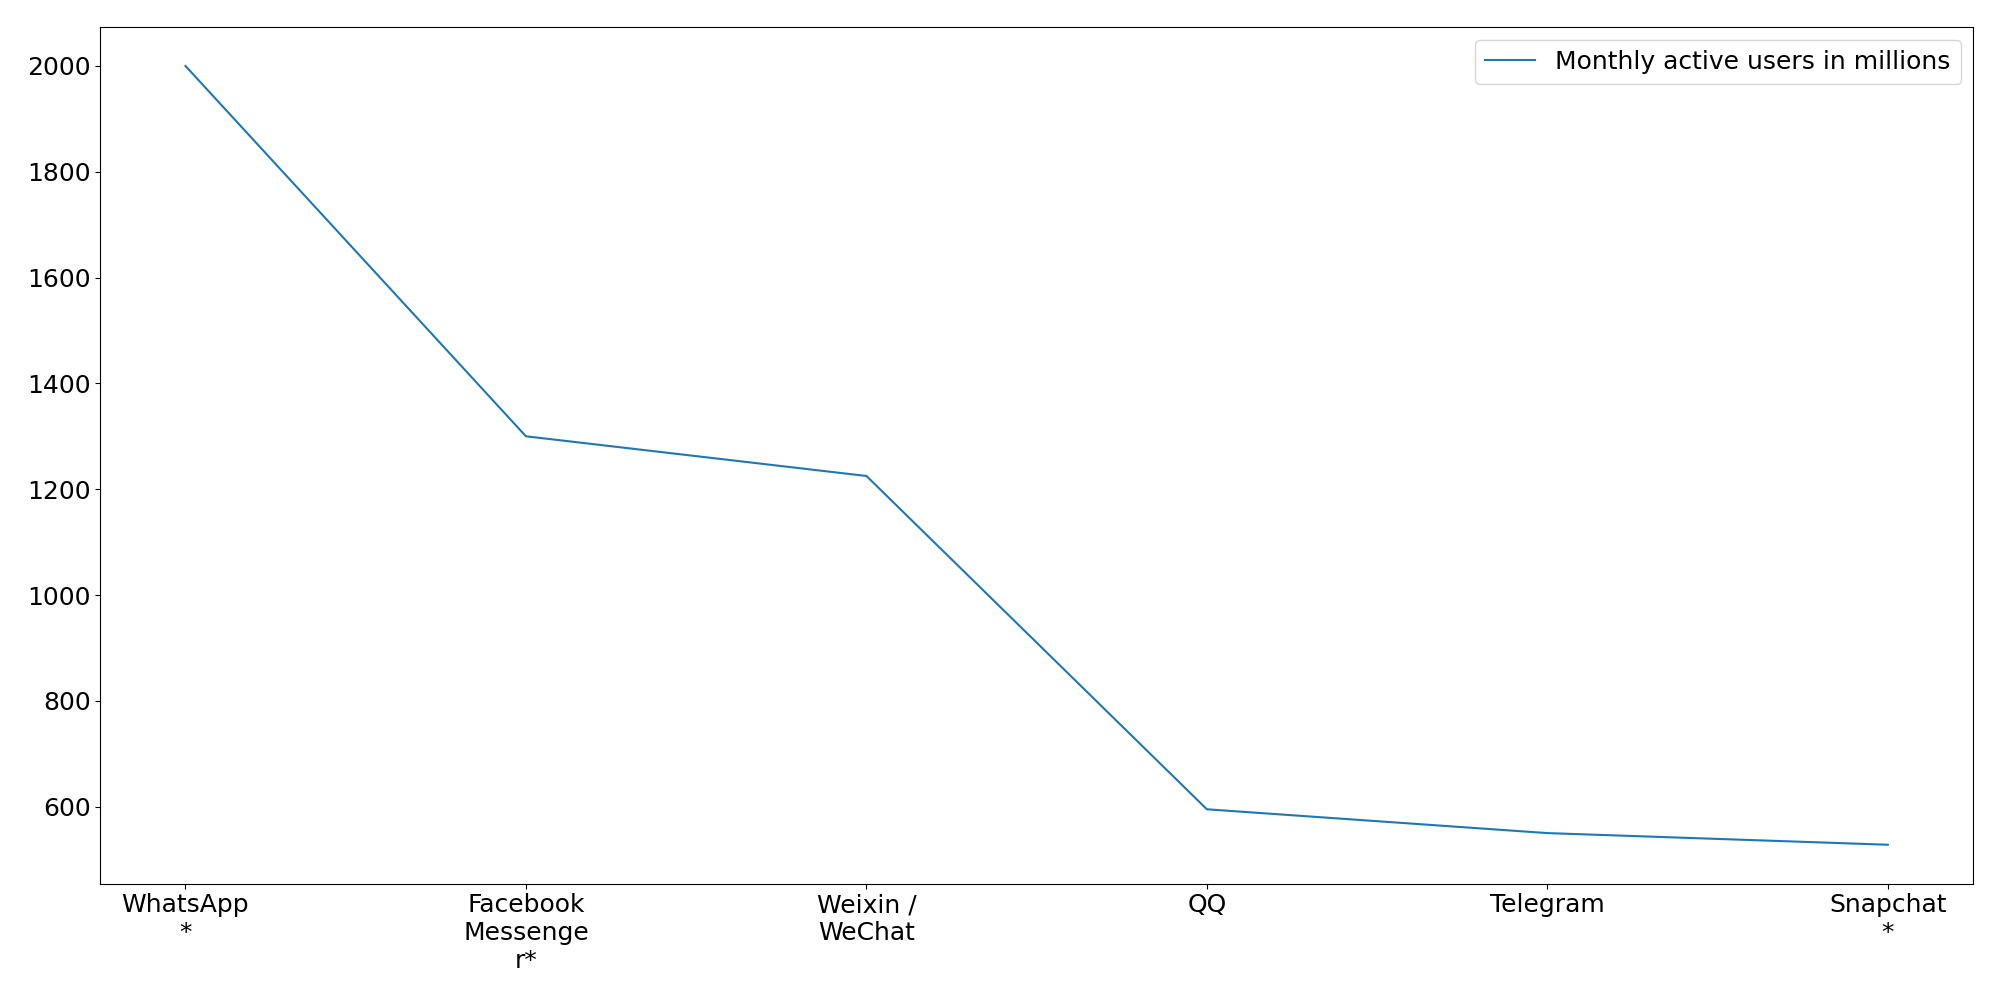 Monthly active users in millions
2000
1800
1600
1400
1200
1000
800
600
WhatsApp
*
Facebook
Messenge
r*
Weixin /
WeChat
QQ
Telegram
Snapchat
*